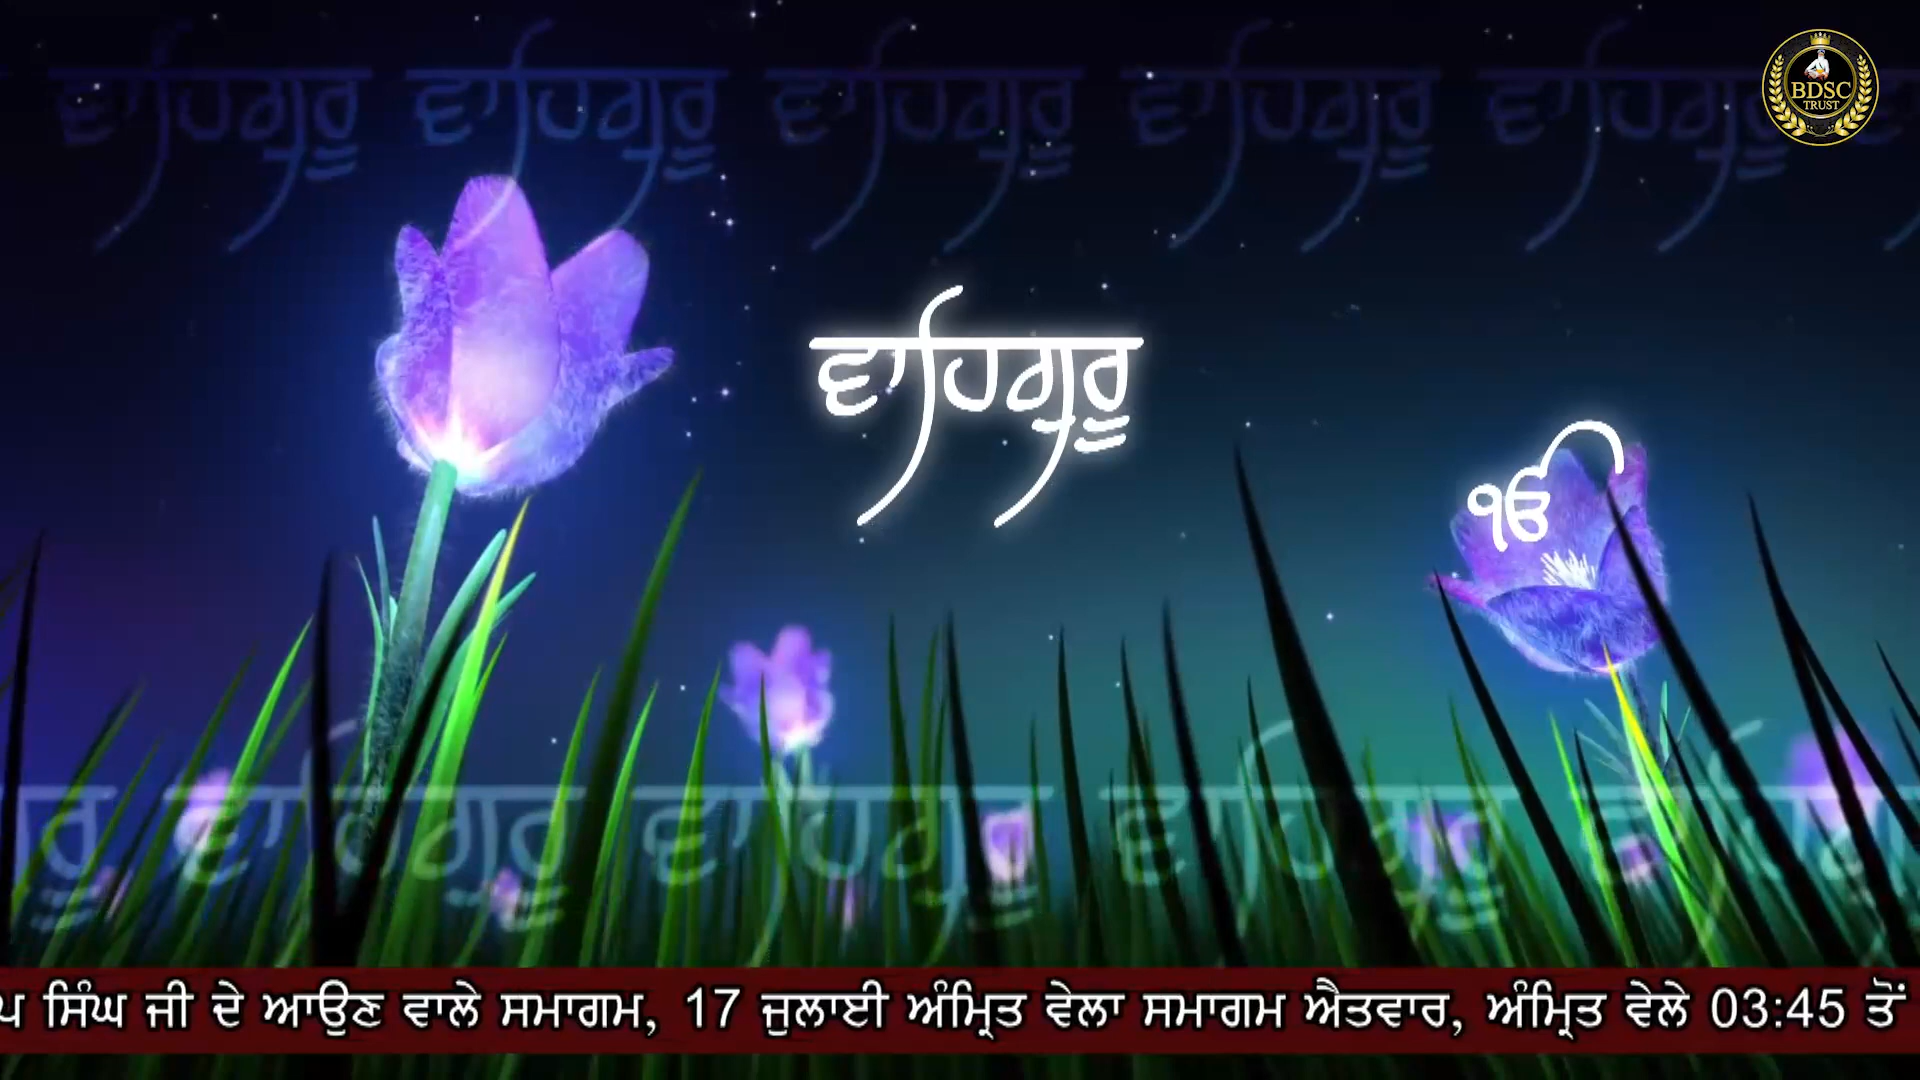 ਵਾਹਿਗੁਰੂ ਵਾਹਿਗੁਰੂ ਵਾਹਿਗੁਰੂ ਵਾਹਿਗੁਰੂ ਵਾਹਿਗੁਰੂ
BDSC
TRUST
ਵਾਹਿਗੁਰੂ
ੴ
ਵਾਹਿਗੁਰੂ ਵਾਹਿਗੁਰੂ ਵਾਹਿਗੁਰੂ
ਸਿੰਘ ਜੀ ਦੇ ਆਉਣ ਵਾਲੇ ਸਮਾਗਮ, 17 ਜੁਲਾਈ ਅੰਮ੍ਰਿਤ ਵੇਲਾ ਸਮਾਗਮ ਐਤਵਾਰ, ਅੰਮ੍ਰਿਤ ਵੇਲੇ 03:45 ਤੋਂ